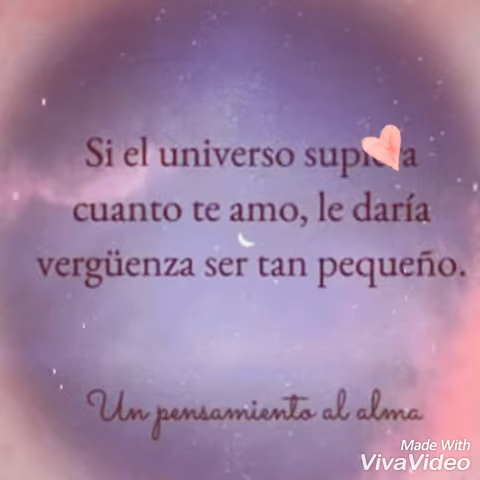 Si el universo supiera
cuanto te amo, le daría
vergüenza ser tan pequeño.
Un pensamiento al alma
Made With
VivaVideo